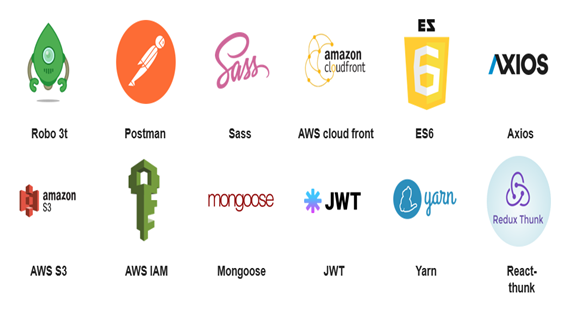 ES
6
Sass
amazon
cloudfront
AXIOS
Robo 3t
Postman
Sass
AWS cloud front
ES6
Axios
amazon
S3
mongoose
JWT
yarn
Redux Thunk
AWS S3
AWS IAM
Mongoose
JWT
Yarn
React-
thunk